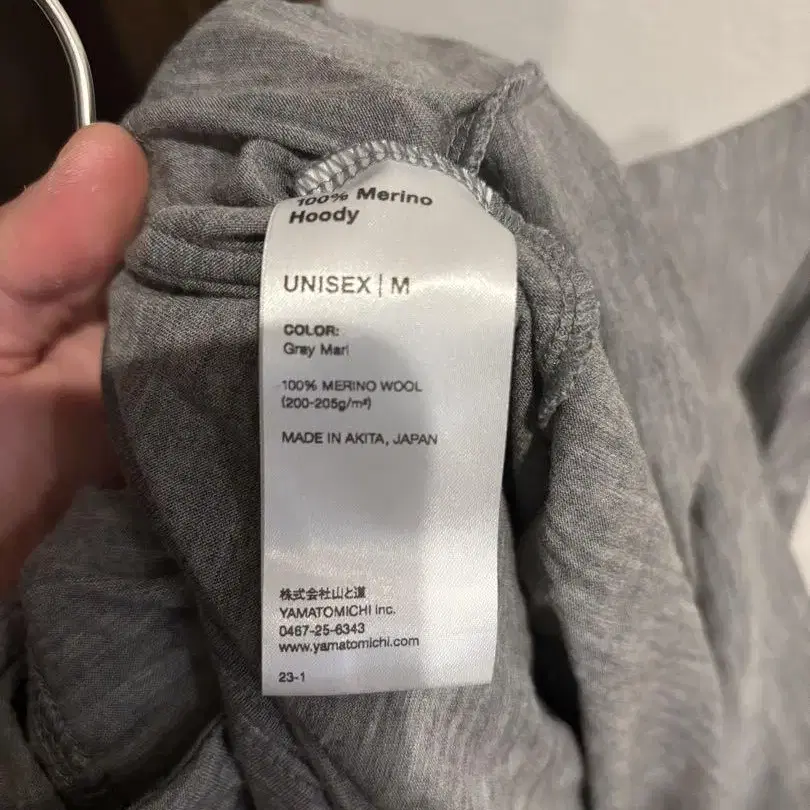 100% Merino
Hoody
UNISEX | M
COLOR:
Gray Marl
100% MERINO WOOL
(200-205g/m²)
MADE IN AKITA, JAPAN
株式会社山と道
YAMATOMICHI inc.
0467-25-6343
www.yamatomichi.com
23-1